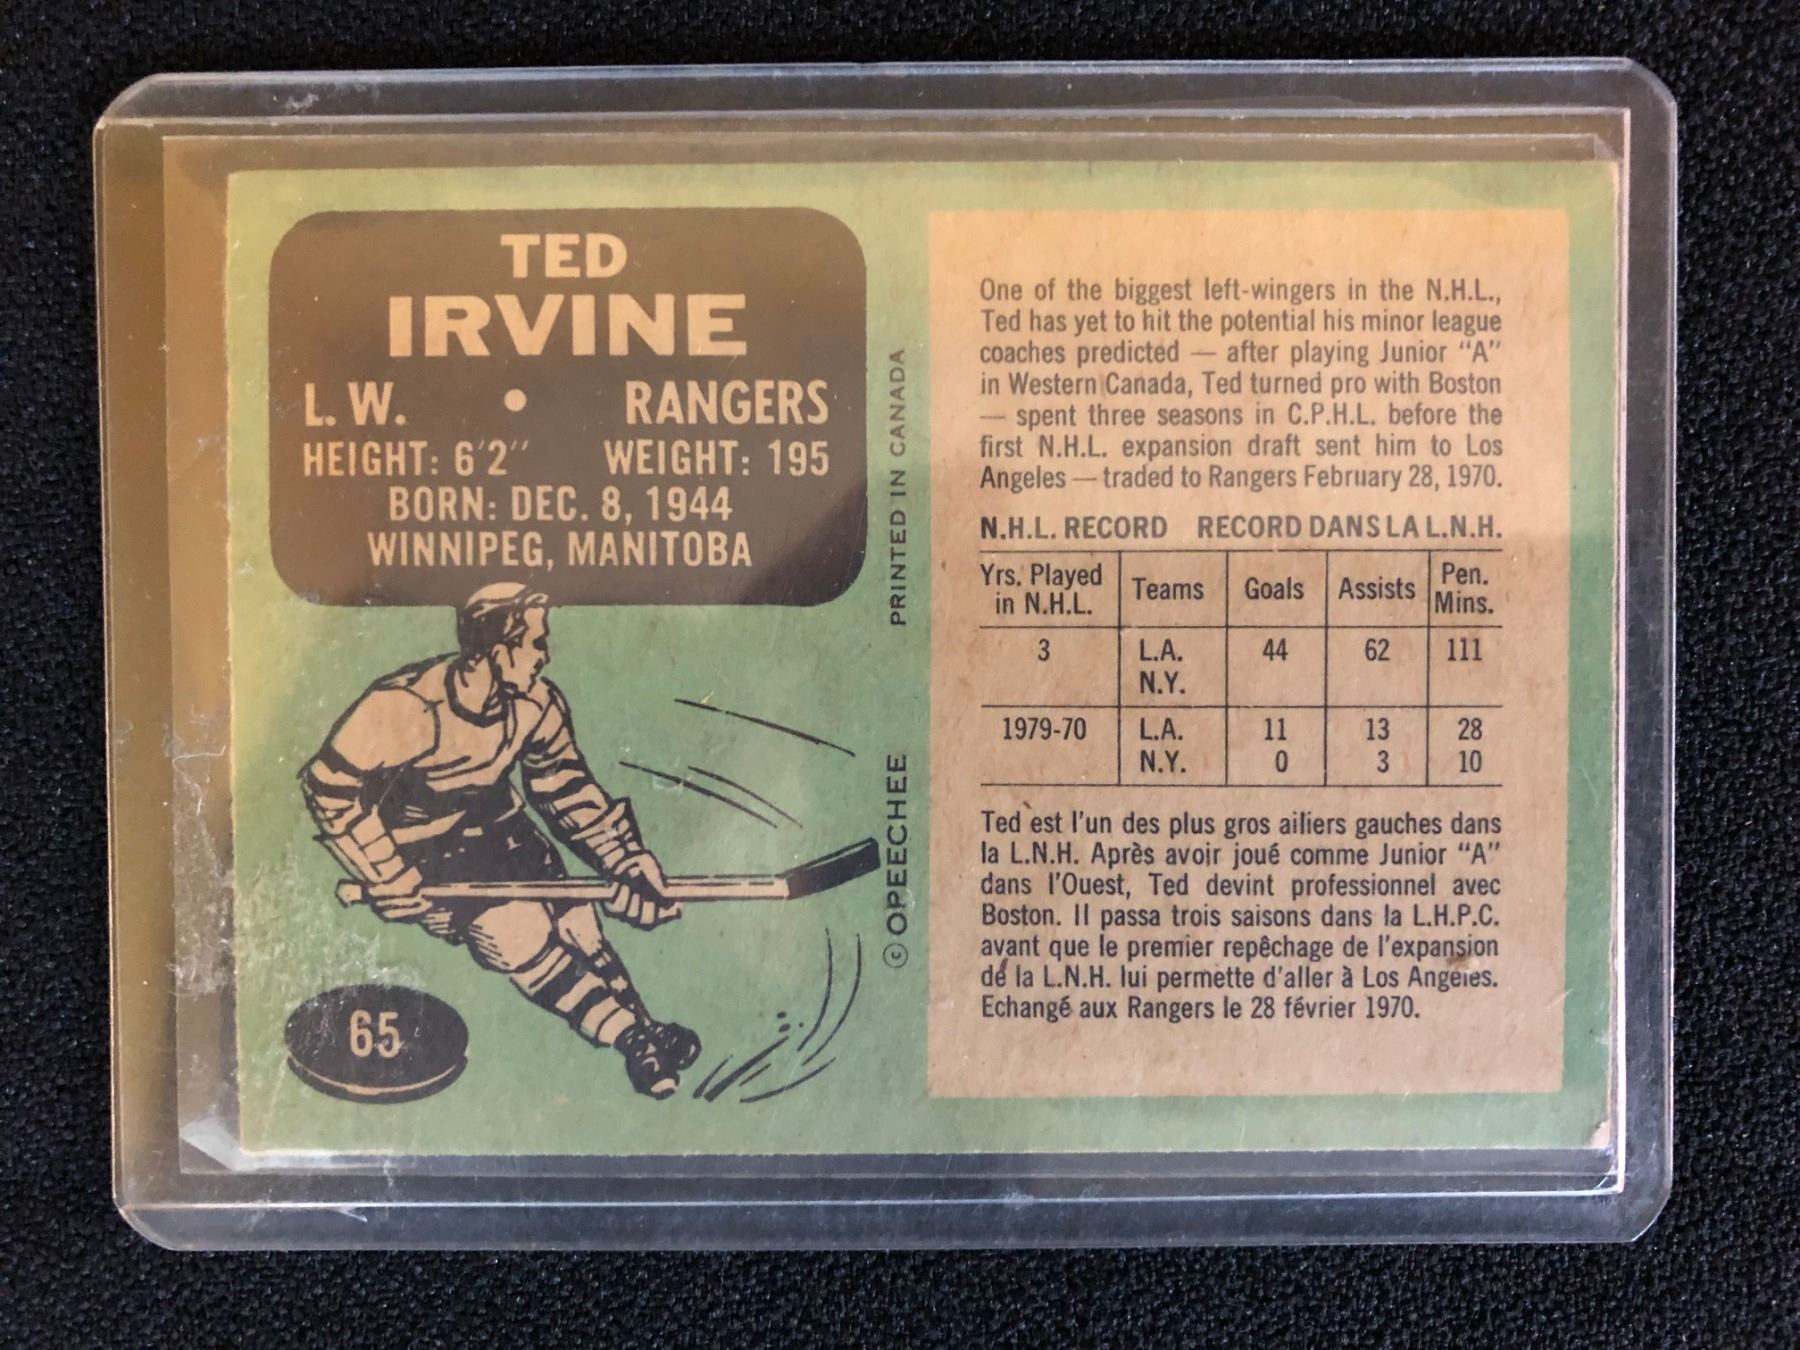 TED
IRVINE
L. W. • RANGERS
HEIGHT: 6'2" WEIGHT: 195
BORN: DEC. 8, 1944
WINNIPEG, MANITOBA
65
© OPEECHEE PRINTED IN CANADA
One of the biggest left-wingers in the N.H.L.,
Ted has yet to hit the potential his minor league
coaches predicted — after playing Junior "A"
in Western Canada, Ted turned pro with Boston
— spent three seasons in C.P.H.L. before the
first N.H.L. expansion draft sent him to Los
Angeles — traded to Rangers February 28, 1970.
N.H.L. RECORD RECORD DANS LA L.N.H.
Yrs. Played in N.H.L. Teams Goals Assists Pen. Mins.
3 L.A. 44 62 111
N.Y.
1979-70 L.A. 11 13 28
N.Y. 0 3 10
Ted est l'un des plus gros ailiers gauches dans
la L.N.H. Après avoir joué comme Junior "A"
dans l'Ouest, Ted devint professionnel avec
Boston. Il passa trois saisons dans la L.H.P.C.
avant que le premier repêchage de l'expansion
de la L.N.H. lui permette d'aller à Los Angeles.
Echangé aux Rangers le 28 février 1970.